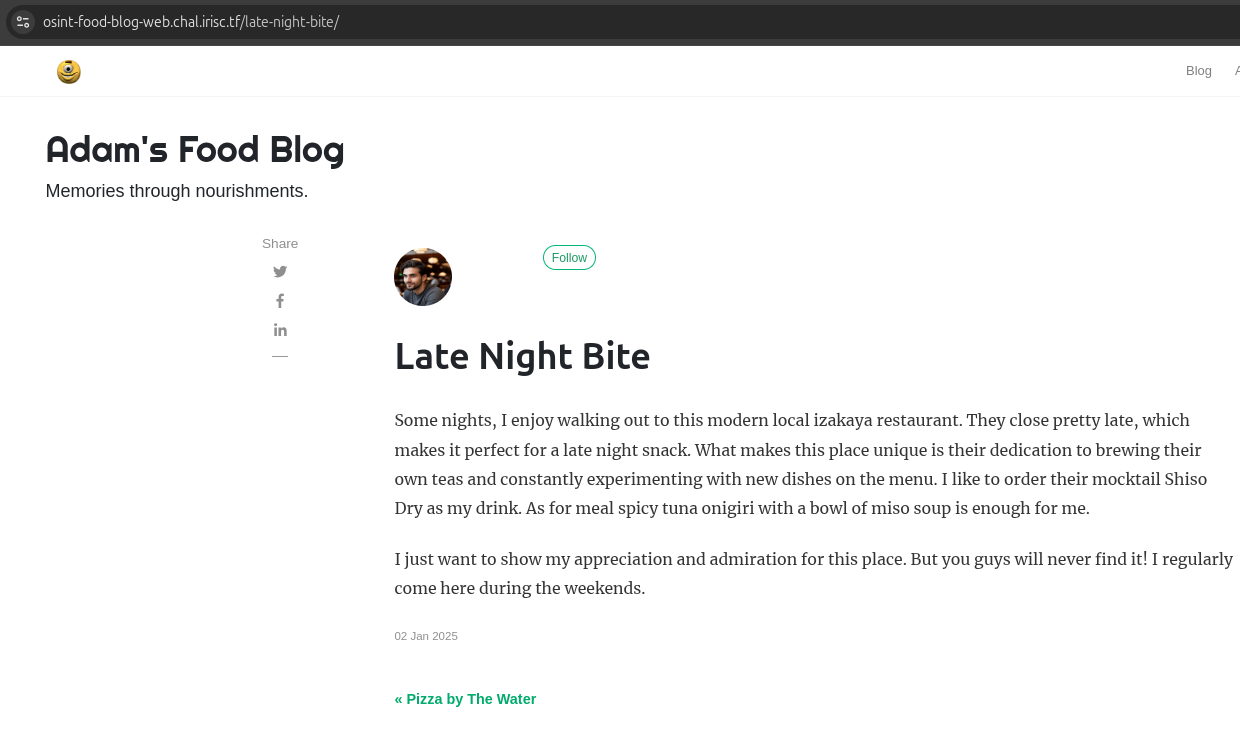 osint-food-blog-web.chal.irisc.tf/late-night-bite/
Blog
Adam's Food Blog
Memories through nourishments.
Share
Follow
Late Night Bite
Some nights, I enjoy walking out to this modern local izakaya restaurant. They close pretty late, which
makes it perfect for a late night snack. What makes this place unique is their dedication to brewing their
own teas and constantly experimenting with new dishes on the menu. I like to order their mocktail Shiso
Dry as my drink. As for meal spicy tuna onigiri with a bowl of miso soup is enough for me.
I just want to show my appreciation and admiration for this place. But you guys will never find it! I regularly
come here during the weekends.
02 Jan 2025
« Pizza by The Water